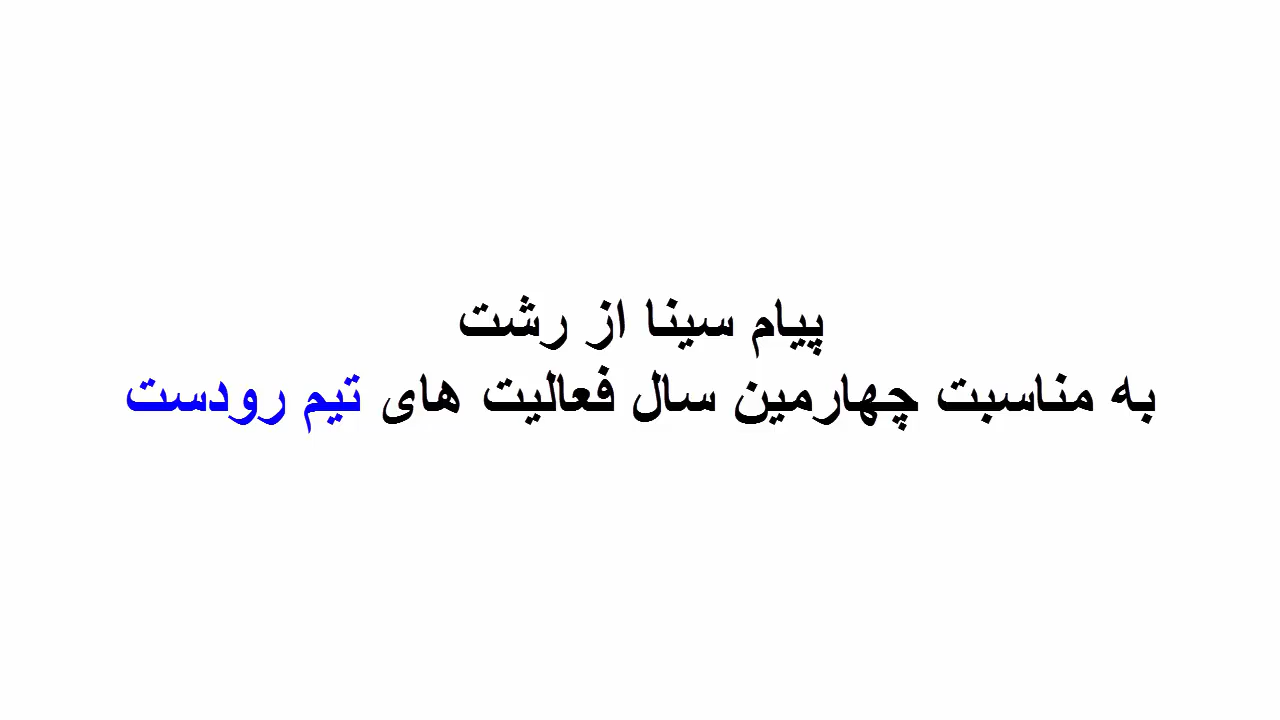 پیام سینا از رشت
به مناسبت چهارمین سال فعالیت های تیم رودست